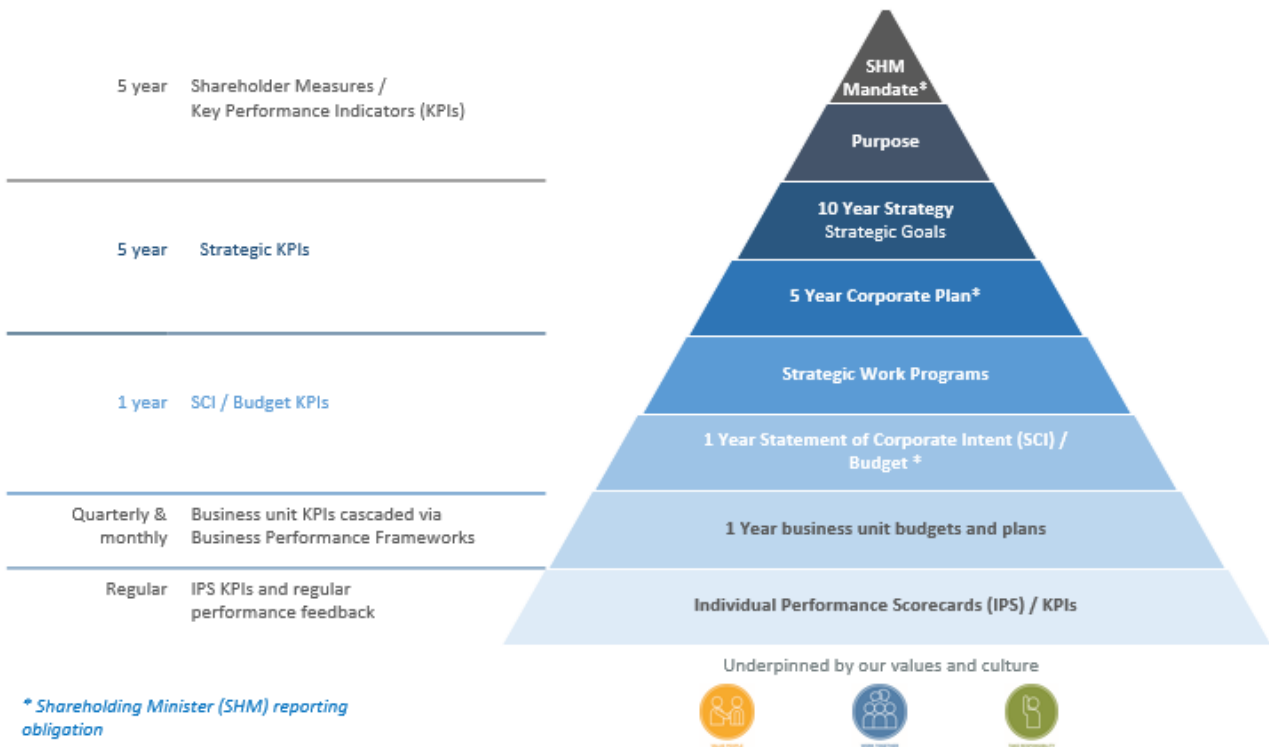 5 year Shareholder Measures /
Key Performance Indicators (KPIs)
5 year Strategic KPIs
1 year SCI / Budget KPIs
Quarterly & Business unit KPIs cascaded via
monthly Business Performance Frameworks
Regular IPS KPIs and regular
performance feedback
* Shareholding Minister (SHM) reporting
obligation
SHM
Mandate*
Purpose
10 Year Strategy
Strategic Goals
5 Year Corporate Plan*
Strategic Work Programs
1 Year Statement of Corporate Intent (SCI) /
Budget *
1 Year business unit budgets and plans
Individual Performance Scorecards (IPS) / KPIs
Underpinned by our values and culture